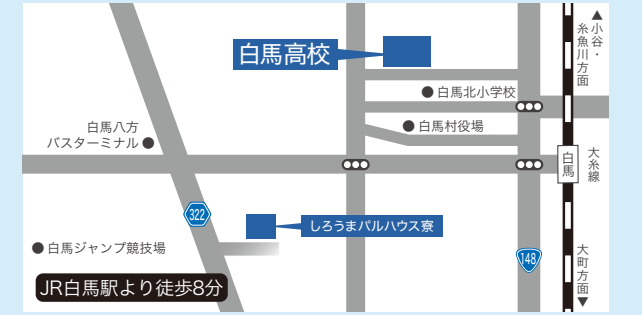 ▲小谷・
糸魚川方面
白馬高校
● 白馬北小学校
● 白馬村役場
白馬八方
バスターミナル ●
白馬
大糸線
322
しろうまパルハウス寮
● 白馬ジャンプ競技場
148
大町方面▼
JR白馬駅より徒歩8分